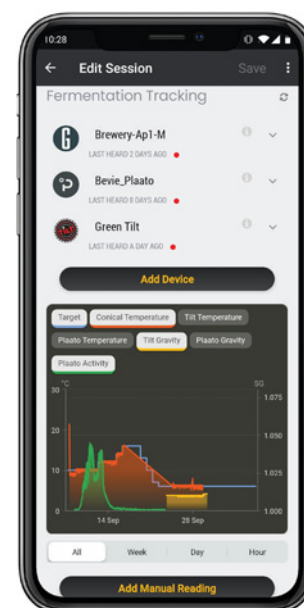 10:28
Edit Session Save
Fermentation Tracking
Brewery-Ap1-M
LAST HEARD 2 DAYS AGO
Bevie_Plaato
LAST HEARD 8 DAYS AGO
Green Tilt
LAST HEARD A DAY AGO
Add Device
Target Conical Temperature Tilt Temperature
Plaato Temperature Tilt Gravity Plaato Gravity
Plaato Activity
°C SG
30 1.075
20 1.050
10 1.025
0 1.000
14 Sep 28 Sep
All Week Day Hour
Add Manual Reading